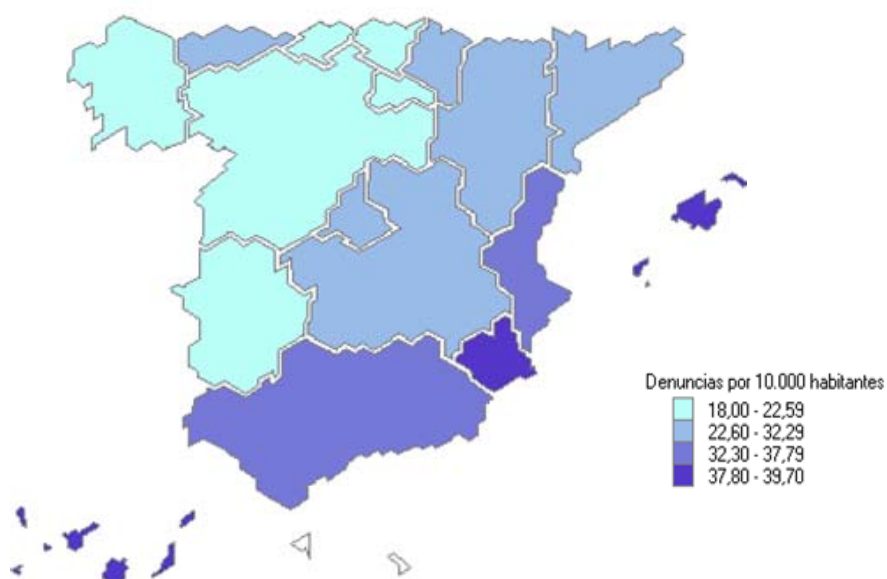 Denuncias por 10.000 habitantes
18,00 - 22,59
22,60 - 32,29
32,30 - 37,79
37,80 - 39,70